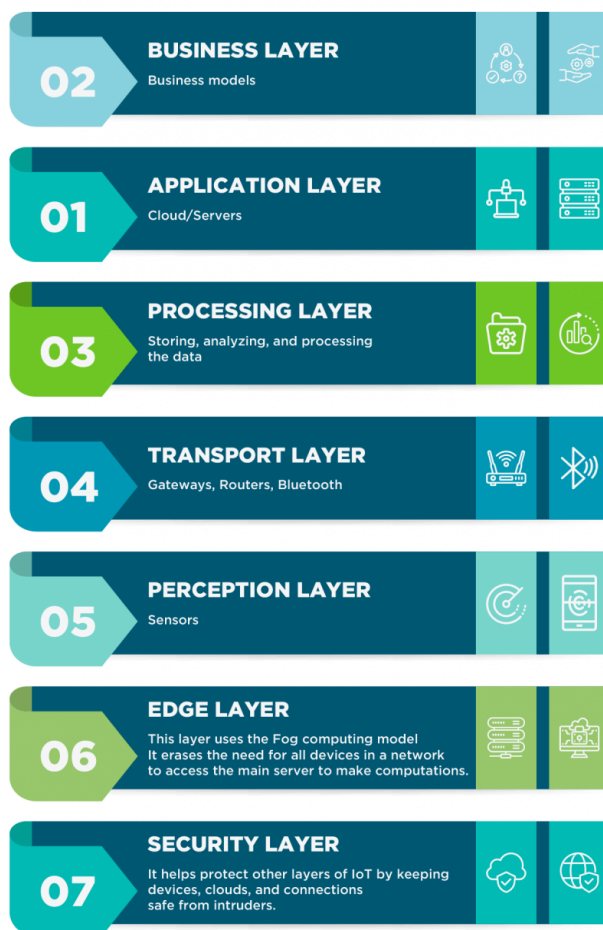 02
BUSINESS LAYER
Business models
01
APPLICATION LAYER
Cloud/Servers
03
PROCESSING LAYER
Storing, analyzing, and processing
the data
04
TRANSPORT LAYER
Gateways, Routers, Bluetooth
05
PERCEPTION LAYER
Sensors
06
EDGE LAYER
This layer uses the Fog computing model
It erases the need for all devices in a network
to access the main server to make computations.
07
SECURITY LAYER
It helps protect other layers of IoT by keeping
devices, clouds, and connections
safe from intruders.